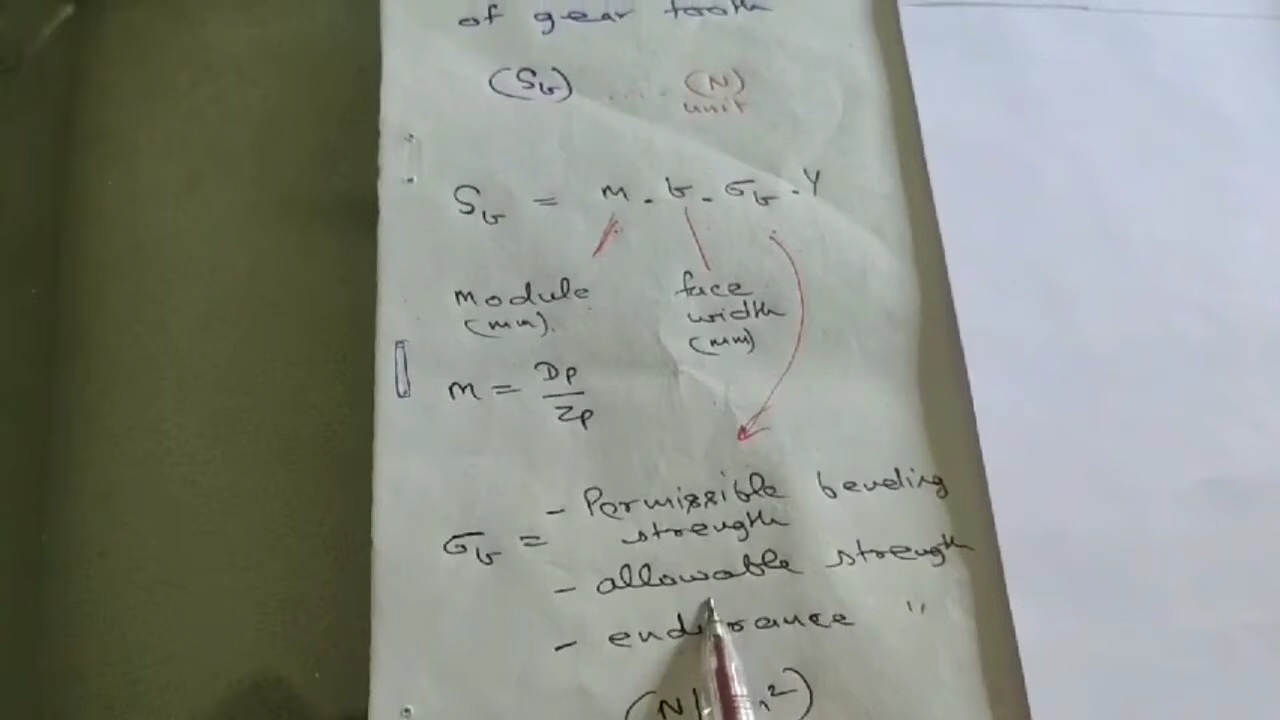 of gear tooth
(Sb) .... (N)
unit
Sb = m . b . σb . Y
module
(mm).
face
width
(mm)
m = Dp/Zp
σb = - Permissible bending
strength
- allowable strength
- endurance "